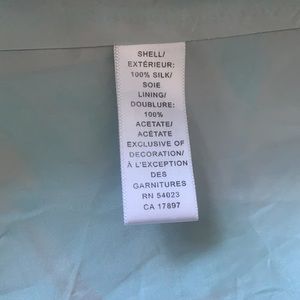 SHELL/
EXTÉRIEUR:
100% SILK/
SOIE
LINING/
DOUBLURE:
100%
ACETATE/
ACÉTATE
EXCLUSIVE OF
DECORATION/
À L'EXCEPTION
DES
GARNITURES
RN 54023
CA 17897